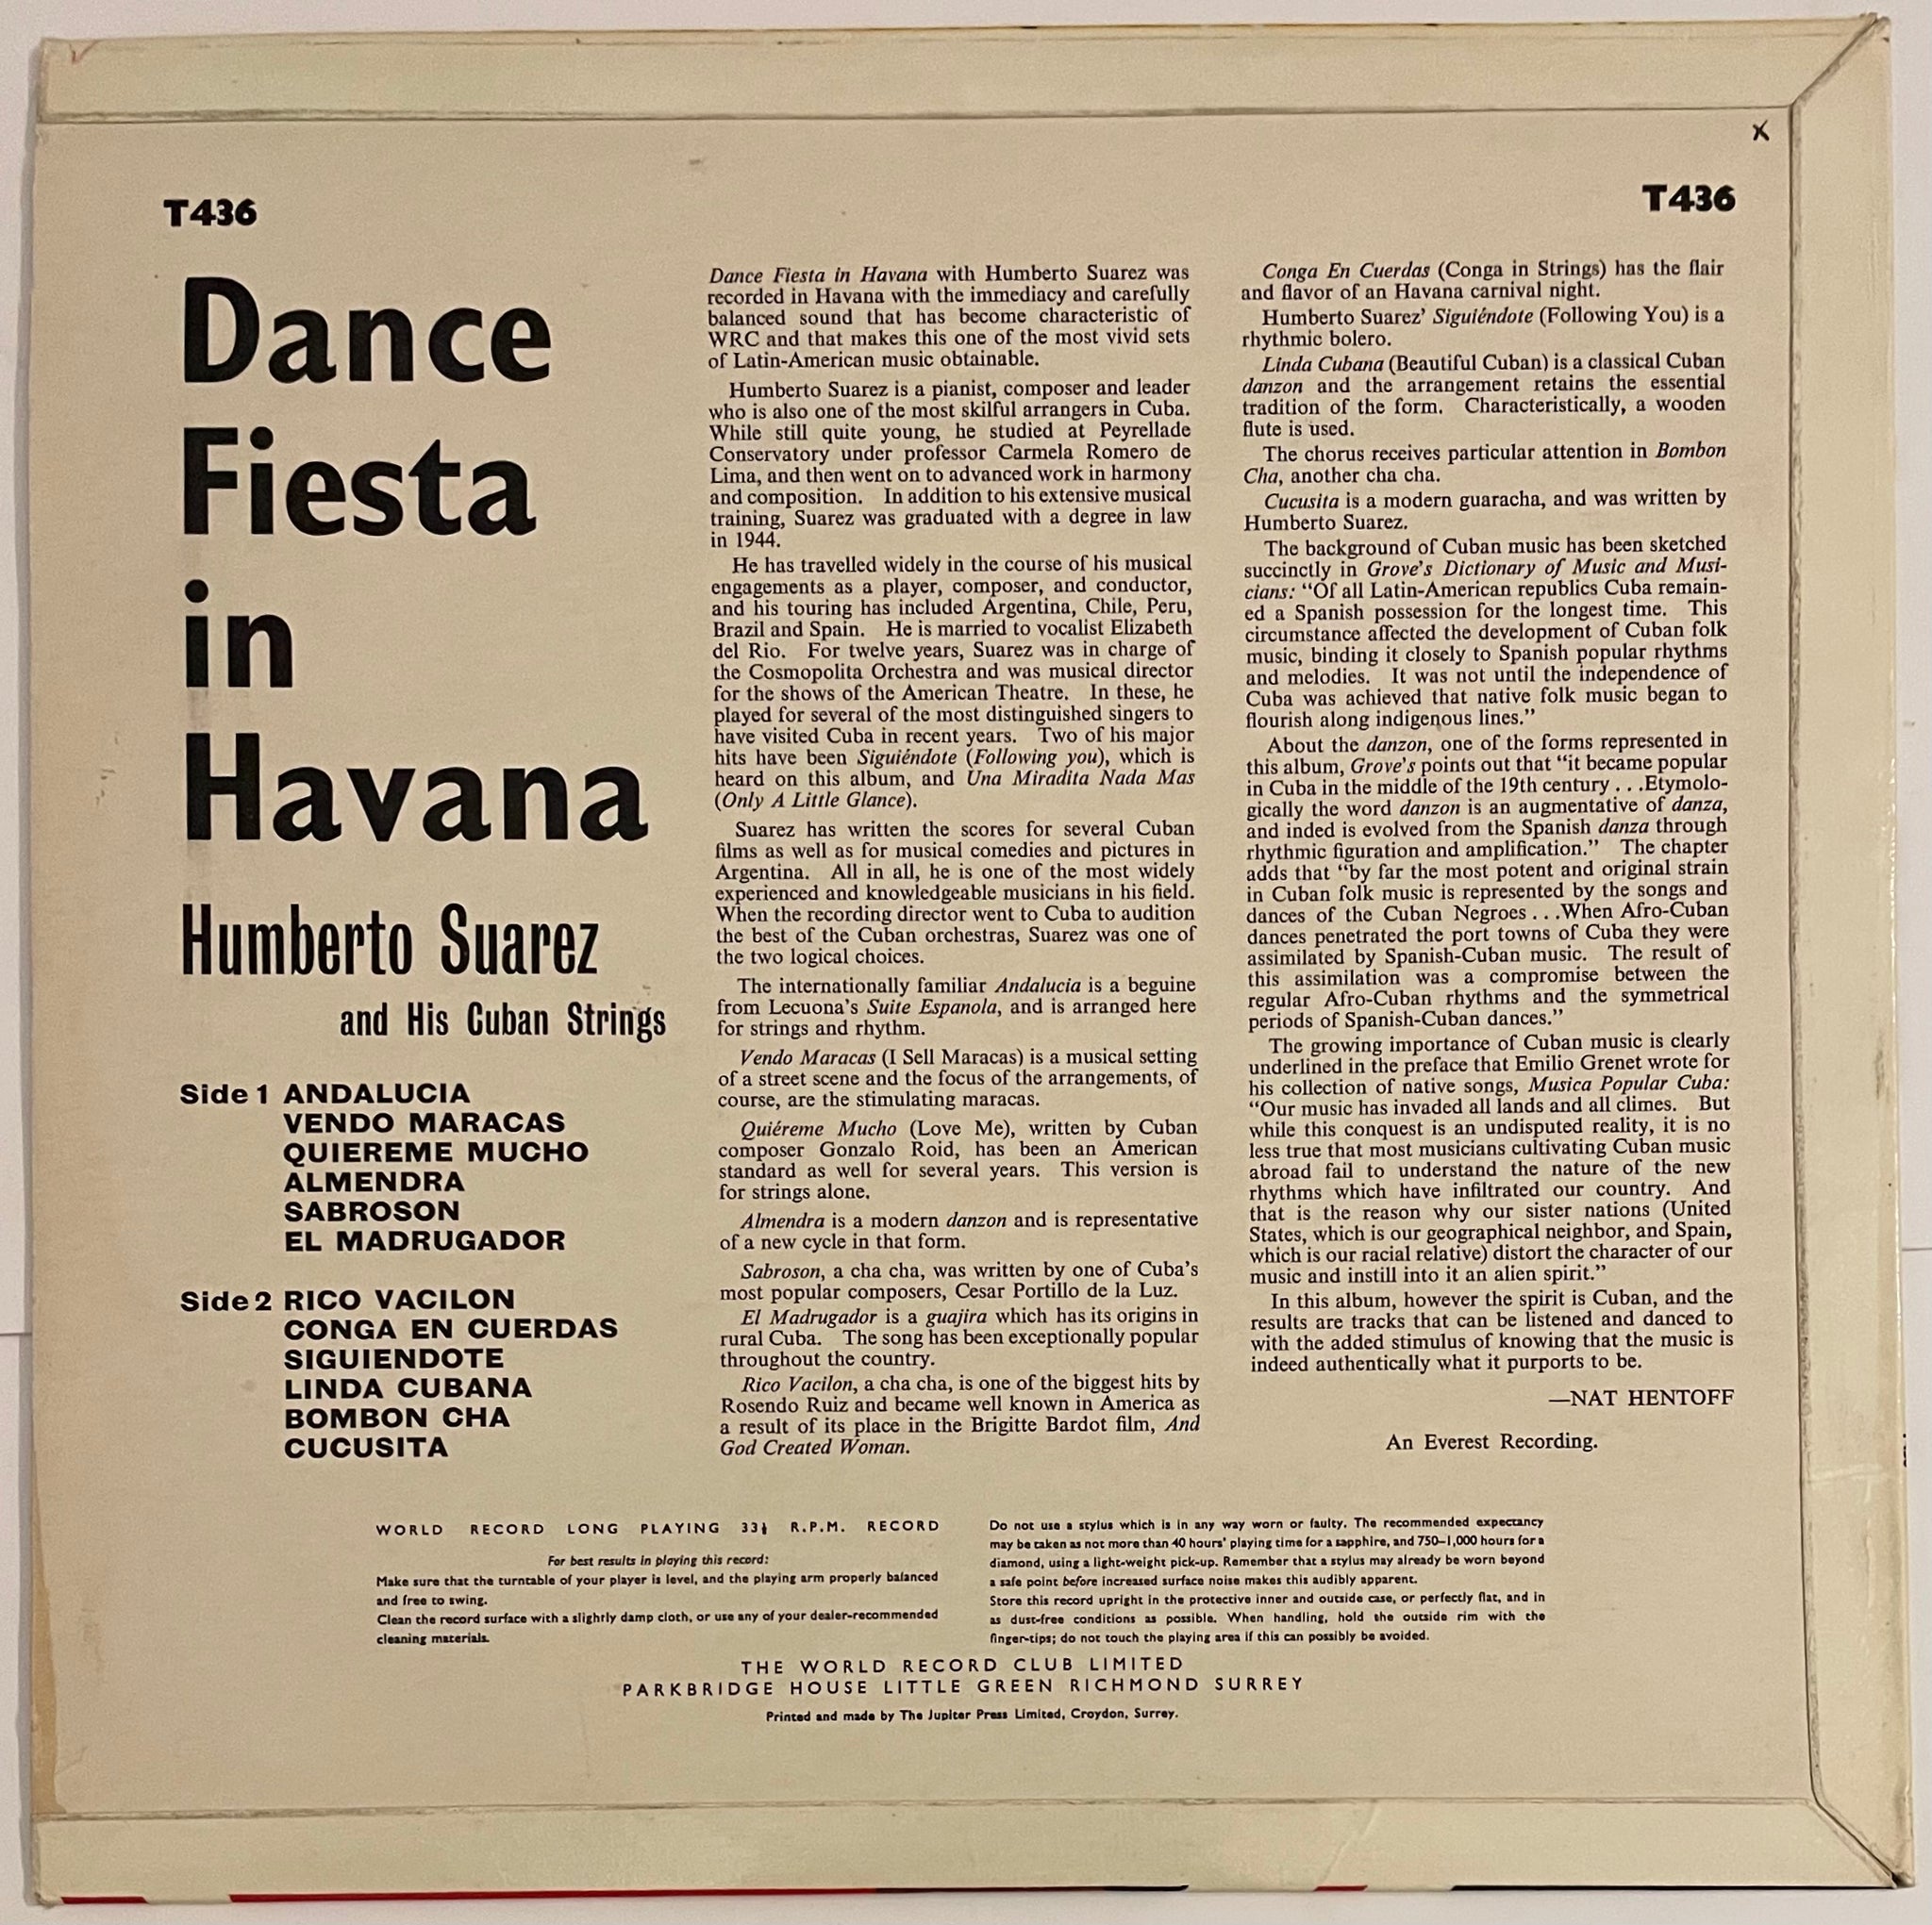 x
T436
T436
Dance
Fiesta
in
Havana
Humberto Suarez
and His Cuban Strings
Side 1 ANDALUCIA
VENDO MARACAS
QUIEREME MUCHO
ALMENDRA
SABROSON
EL MADRUGADOR
Side 2 RICO VACILON
CONGA EN CUERDAS
SIGUIENDOTE
LINDA CUBANA
BOMBON CHA
CUCUSITA
Dance Fiesta in Havana with Humberto Suarez was
recorded in Havana with the immediacy and carefully
balanced sound that has become characteristic of
WRC and that makes this one of the most vivid sets
of Latin-American music obtainable.
Humberto Suarez is a pianist, composer and leader
who is also one of the most skilful arrangers in Cuba.
While still quite young, he studied at Peyrellade
Conservatory under professor Carmela Romero de
Lima, and then went on to advanced work in harmony
and composition. In addition to his extensive musical
training, Suarez was graduated with a degree in law
in 1944.
He has travelled widely in the course of his musical
engagements as a player, composer, and conductor,
and his touring has included Argentina, Chile, Peru,
Brazil and Spain. He is married to vocalist Elizabeth
del Rio. For twelve years, Suarez was in charge of
the Cosmopolita Orchestra and was musical director
for the shows of the American Theatre. In these, he
played for several of the most distinguished singers to
have visited Cuba in recent years. Two of his major
hits have been Siguiéndote (Following you), which is
heard on this album, and Una Miradita Nada Mas
(Only A Little Glance).
Suarez has written the scores for several Cuban
films as well as for musical comedies and pictures in
Argentina. All in all, he is one of the most widely
experienced and knowledgeable musicians in his field.
When the recording director went to Cuba to audition
the best of the Cuban orchestras, Suarez was one of
the two logical choices.
The internationally familiar Andalucia is a beguine
from Lecuona's Suite Espanola, and is arranged here
for strings and rhythm.
Vendo Maracas (I Sell Maracas) is a musical setting
of a street scene and the focus of the arrangements, of
course, are the stimulating maracas.
Quiéreme Mucho (Love Me), written by Cuban
composer Gonzalo Roid, has been an American
standard as well for several years. This version is
for strings alone.
Almendra is a modern danzon and is representative
of a new cycle in that form.
Sabroson, a cha cha, was written by one of Cuba's
most popular composers, Cesar Portillo de la Luz.
El Madrugador is a guajira which has its origins in
rural Cuba. The song has been exceptionally popular
throughout the country.
Rico Vacilon, a cha cha, is one of the biggest hits by
Rosendo Ruiz and became well known in America as
a result of its place in the Brigitte Bardot film, And
God Created Woman.
Conga En Cuerdas (Conga in Strings) has the flair
and flavor of an Havana carnival night.
Humberto Suarez' Siguiéndote (Following You) is a
rhythmic bolero.
Linda Cubana (Beautiful Cuban) is a classical Cuban
danzon and the arrangement retains the essential
tradition of the form. Characteristically, a wooden
flute is used.
The chorus receives particular attention in Bombon
Cha, another cha cha.
Cucusita is a modern guaracha, and was written by
Humberto Suarez.
The background of Cuban music has been sketched
succinctly in Grove's Dictionary of Music and Musi-
cians: "Of all Latin-American republics Cuba remain-
ed a Spanish possession for the longest time. This
circumstance affected the development of Cuban folk
music, binding it closely to Spanish popular rhythms
and melodies. It was not until the independence of
Cuba was achieved that native folk music began to
flourish along indigenous lines."
About the danzon, one of the forms represented in
this album, Grove's points out that "it became popular
in Cuba in the middle of the 19th century . . .Etymolo-
gically the word danzon is an augmentative of danza,
and inded is evolved from the Spanish danza through
rhythmic figuration and amplification." The chapter
adds that "by far the most potent and original strain
in Cuban folk music is represented by the songs and
dances of the Cuban Negroes . . .When Afro-Cuban
dances penetrated the port towns of Cuba they were
assimilated by Spanish-Cuban music. The result of
this assimilation was a compromise between the
regular Afro-Cuban rhythms and the symmetrical
periods of Spanish-Cuban dances."
The growing importance of Cuban music is clearly
underlined in the preface that Emilio Grenet wrote for
his collection of native songs, Musica Popular Cuba:
"Our music has invaded all lands and all climes. But
while this conquest is an undisputed reality, it is no
less true that most musicians cultivating Cuban music
abroad fail to understand the nature of the new
rhythms which have infiltrated our country. And
that is the reason why our sister nations (United
States, which is our geographical neighbor, and Spain,
which is our racial relative) distort the character of our
music and instill into it an alien spirit."
In this album, however the spirit is Cuban, and the
results are tracks that can be listened and danced to
with the added stimulus of knowing that the music is
indeed authentically what it purports to be.
—NAT HENTOFF
An Everest Recording.
WORLD RECORD LONG PLAYING 33⅓ R.P.M. RECORD
For best results in playing this record:
Make sure that the turntable of your player is level, and the playing arm properly balanced
and free to swing.
Clean the record surface with a slightly damp cloth, or use any of your dealer-recommended
cleaning materials.
Do not use a stylus which is in any way worn or faulty. The recommended expectancy
may be taken as not more than 40 hours' playing time for a sapphire, and 750–1,000 hours for a
diamond, using a light-weight pick-up. Remember that a stylus may already be worn beyond
a safe point before increased surface noise makes this audibly apparent.
Store this record upright in the protective inner and outside case, or perfectly flat, and in
as dust-free conditions as possible. When handling, hold the outside rim with the
finger-tips; do not touch the playing area if this can possibly be avoided.
THE WORLD RECORD CLUB LIMITED
PARKBRIDGE HOUSE LITTLE GREEN RICHMOND SURREY
Printed and made by The Jupiter Press Limited, Croydon, Surrey.